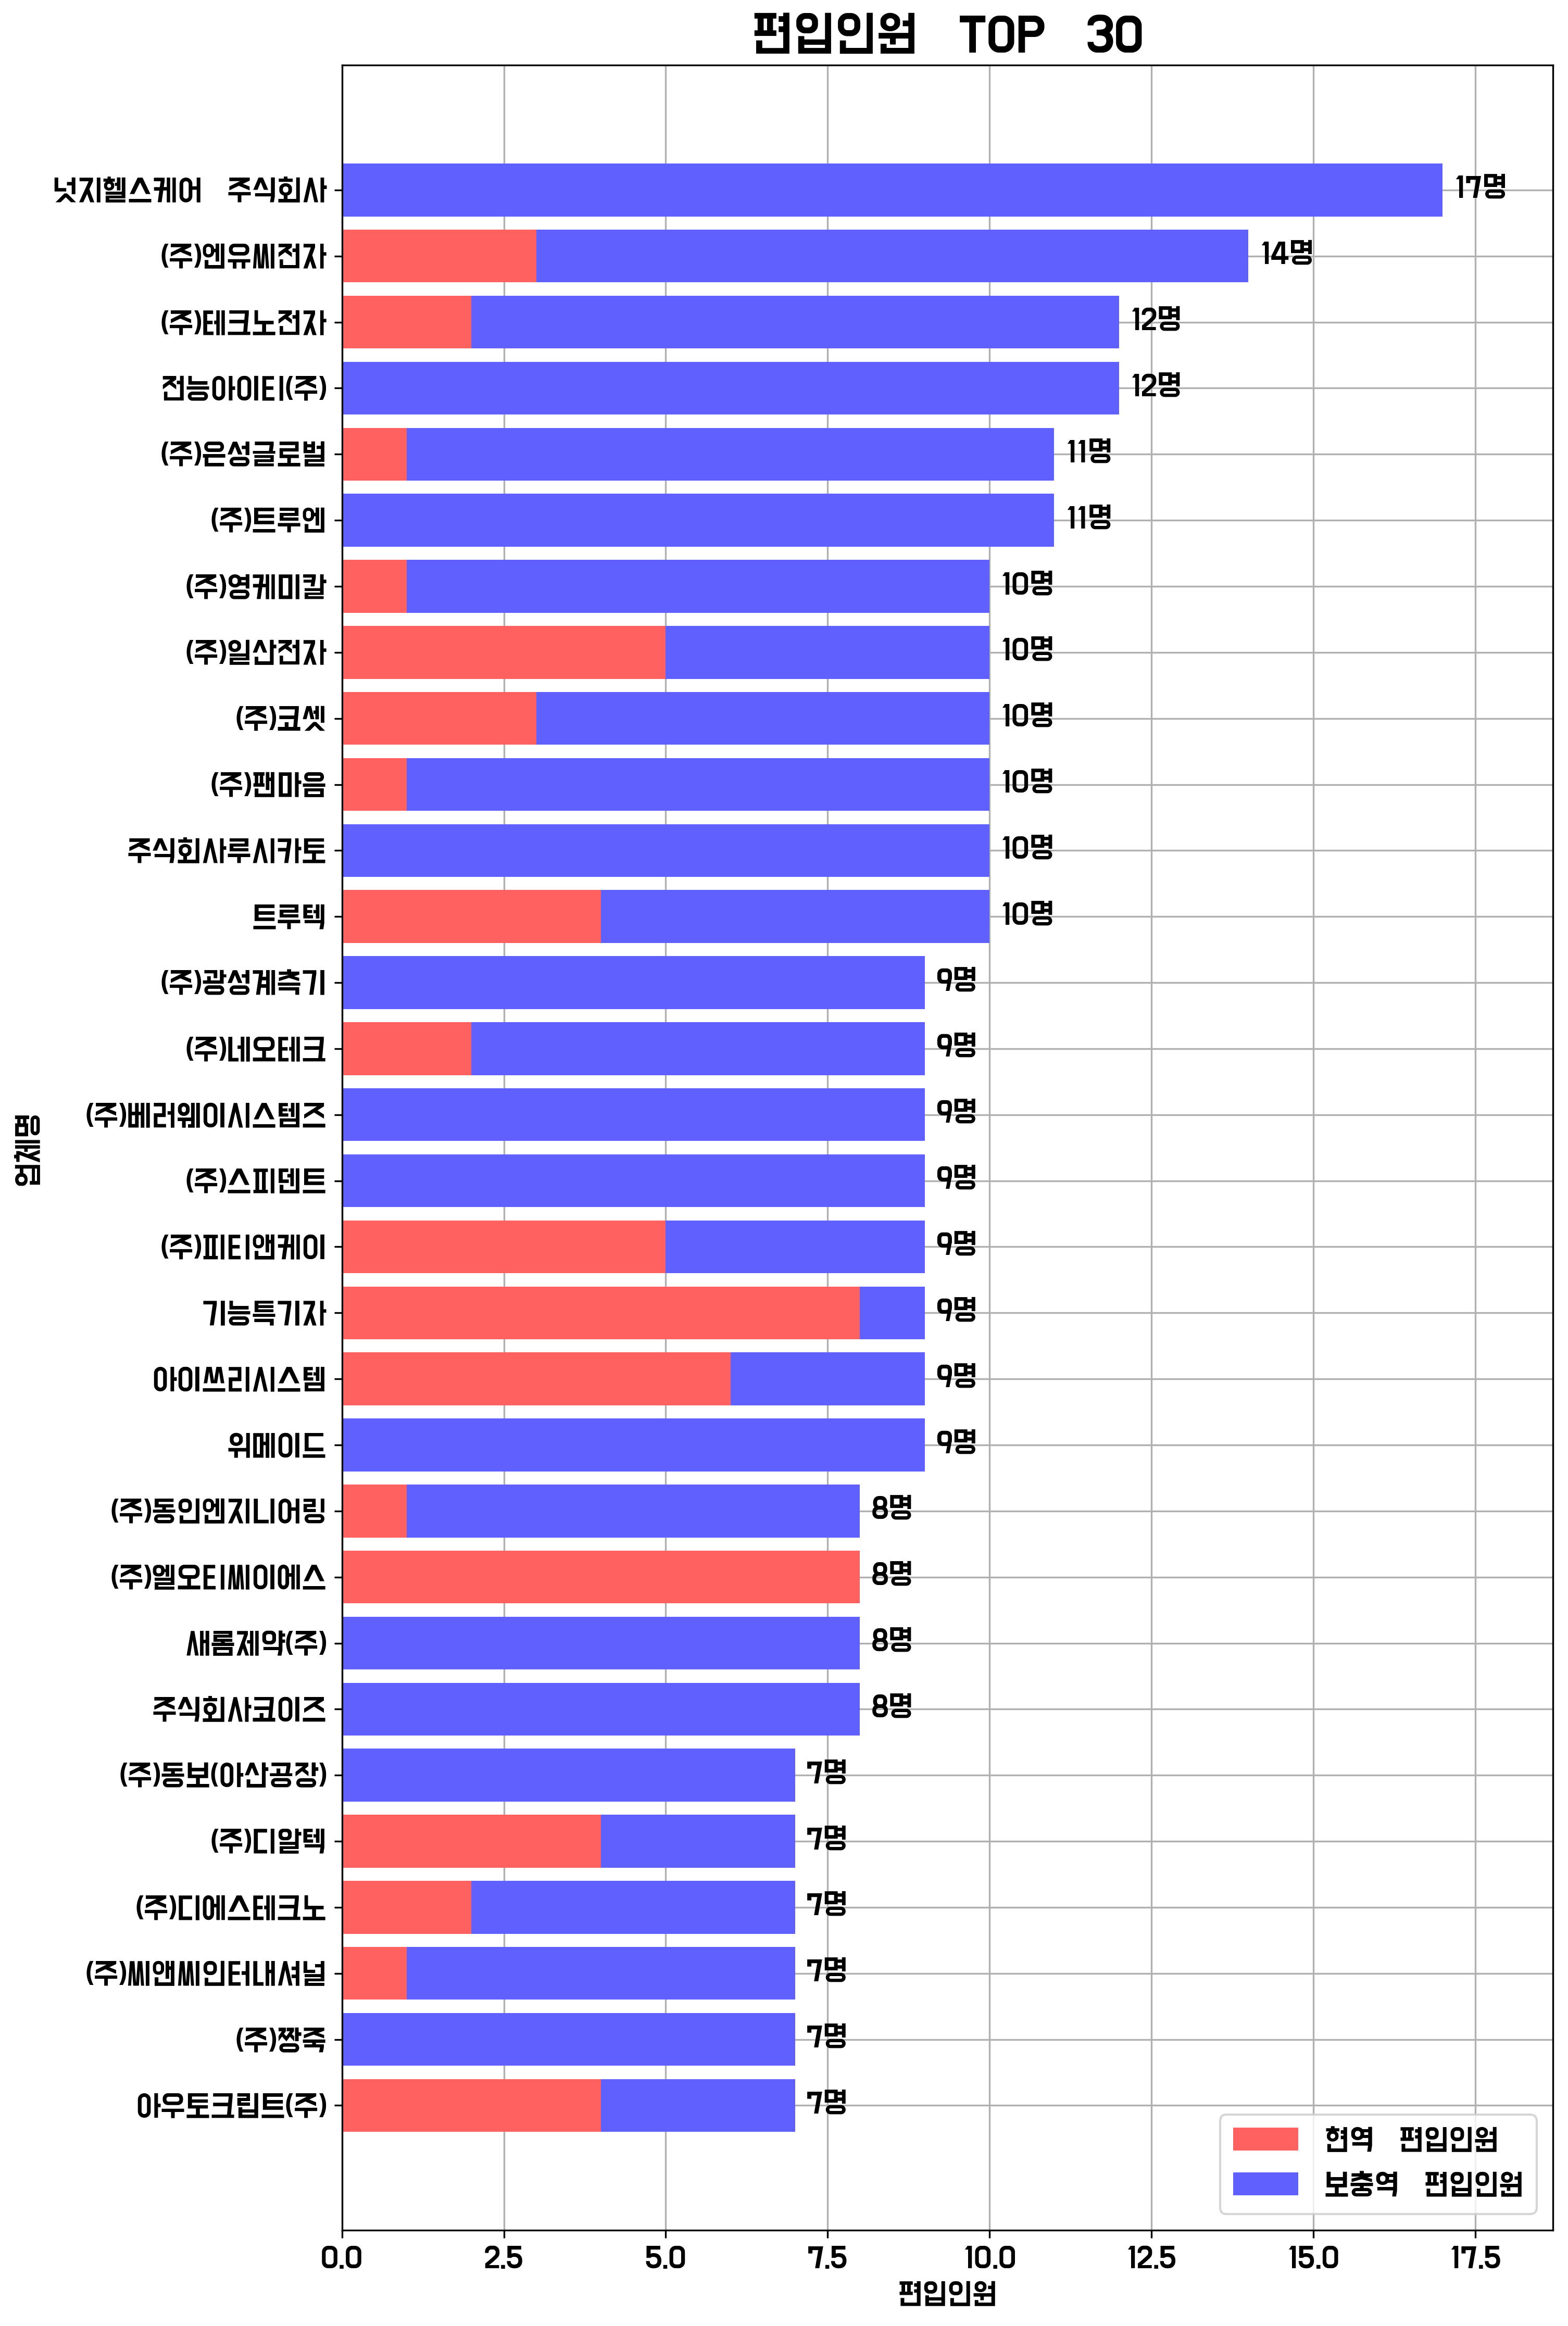 편입인원 TOP 30
넛지헬스케어 주식회사
17명
(주)엔유씨전자
14명
(주)테크노전자
12명
전능아이티(주)
12명
(주)은성글로벌
11명
(주)트루엔
11명
(주)영케미칼
10명
(주)일산전자
10명
(주)코셋
10명
(주)팬마음
10명
주식회사루시카토
10명
트루텍
10명
(주)광성계측기
9명
(주)네오테크
9명
(주)베러웨이시스템즈
9명
(주)스피덴트
9명
(주)피티앤케이
9명
기능특기자
9명
아이쓰리시스템
9명
위메이드
9명
(주)동인엔지니어링
8명
(주)엘오티씨이에스
8명
새롬제약(주)
8명
주식회사코이즈
8명
(주)동보(아산공장)
7명
(주)디알텍
7명
(주)디에스테크노
7명
(주)씨앤씨인터내셔널
7명
(주)짱죽
7명
아우토크립트(주)
7명
업체명
현역 편입인원
보충역 편입인원
0.0 2.5 5.0 7.5 10.0 12.5 15.0 17.5
편입인원